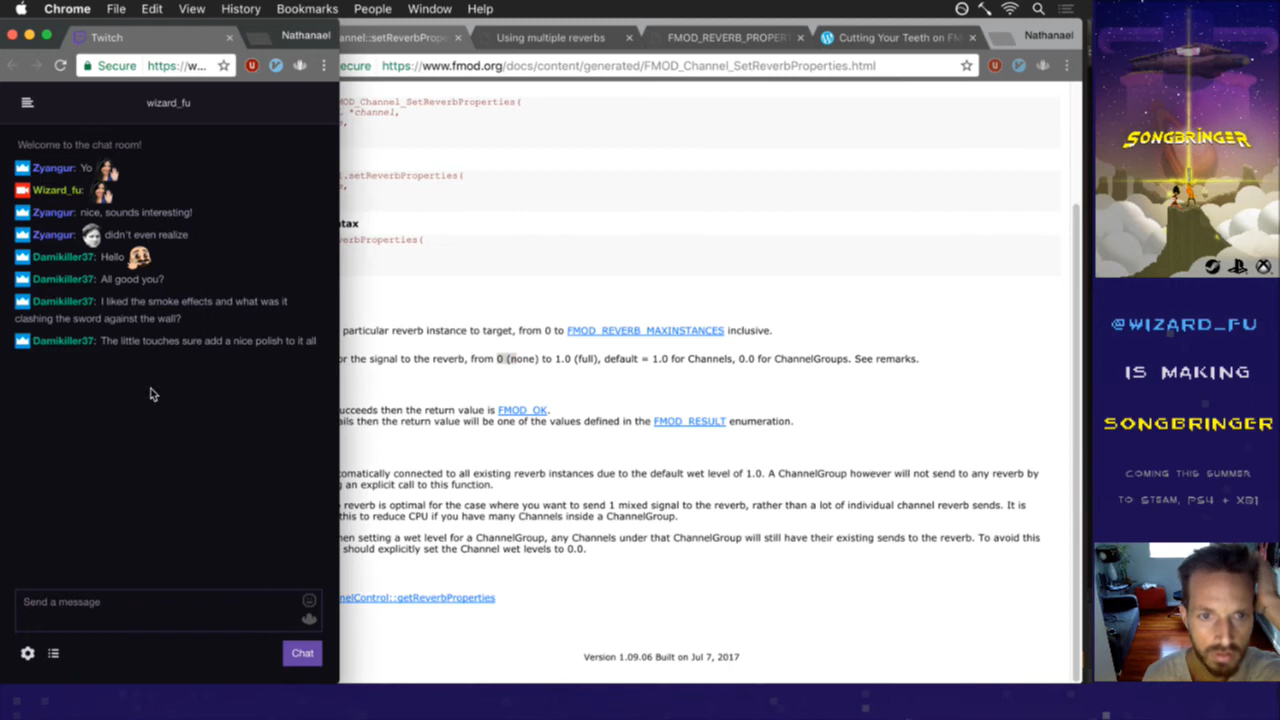 Chrome File Edit View History Bookmarks People Window Help
Twitch
Nathanael
annel::setReverbPrope
Using multiple reverbs
FMOD_REVERB_PROPERT
Cutting Your Teeth on FM
Nathanael
Secure https://w...
ecure https://www.fmod.org/docs/content/generated/FMOD_Channel_SetReverbProperties.html
wizard_fu
Welcome to the chat room!
Zyangur: Yo
Wizard_fu:
Zyangur: nice, sounds interesting!
Zyangur: didn't even realize
Damikiller37: Hello
Damikiller37: All good you?
Damikiller37: I liked the smoke effects and what was it
clashing the sword against the wall?
Damikiller37: The little touches sure add a nice polish to it all
Send a message
Chat
MOD_Channel_SetReverbProperties(
*channel,
.setReverbProperties(
ntax
verbProperties(
particular reverb instance to target, from 0 to FMOD_REVERB_MAXINSTANCES inclusive.
or the signal to the reverb, from 0 (none) to 1.0 (full), default = 1.0 for Channels, 0.0 for ChannelGroups. See remarks.
ucceeds then the return value is FMOD_OK.
ails then the return value will be one of the values defined in the FMOD_RESULT enumeration.
omatically connected to all existing reverb instances due to the default wet level of 1.0. A ChannelGroup however will not send to any reverb by
g an explicit call to this function.
reverb is optimal for the case where you want to send 1 mixed signal to the reverb, rather than a lot of individual channel reverb sends. It is
this to reduce CPU if you have many Channels inside a ChannelGroup.
hen setting a wet level for a ChannelGroup, any Channels under that ChannelGroup will still have their existing sends to the reverb. To avoid this
should explicitly set the Channel wet levels to 0.0.
nelControl::getReverbProperties
Version 1.09.06 Built on Jul 7, 2017
SONGBRINGER
@WIZARD_FU
IS MAKING
SONGBRINGER
COMING THIS SUMMER
TO STEAM, PS4 + XB1